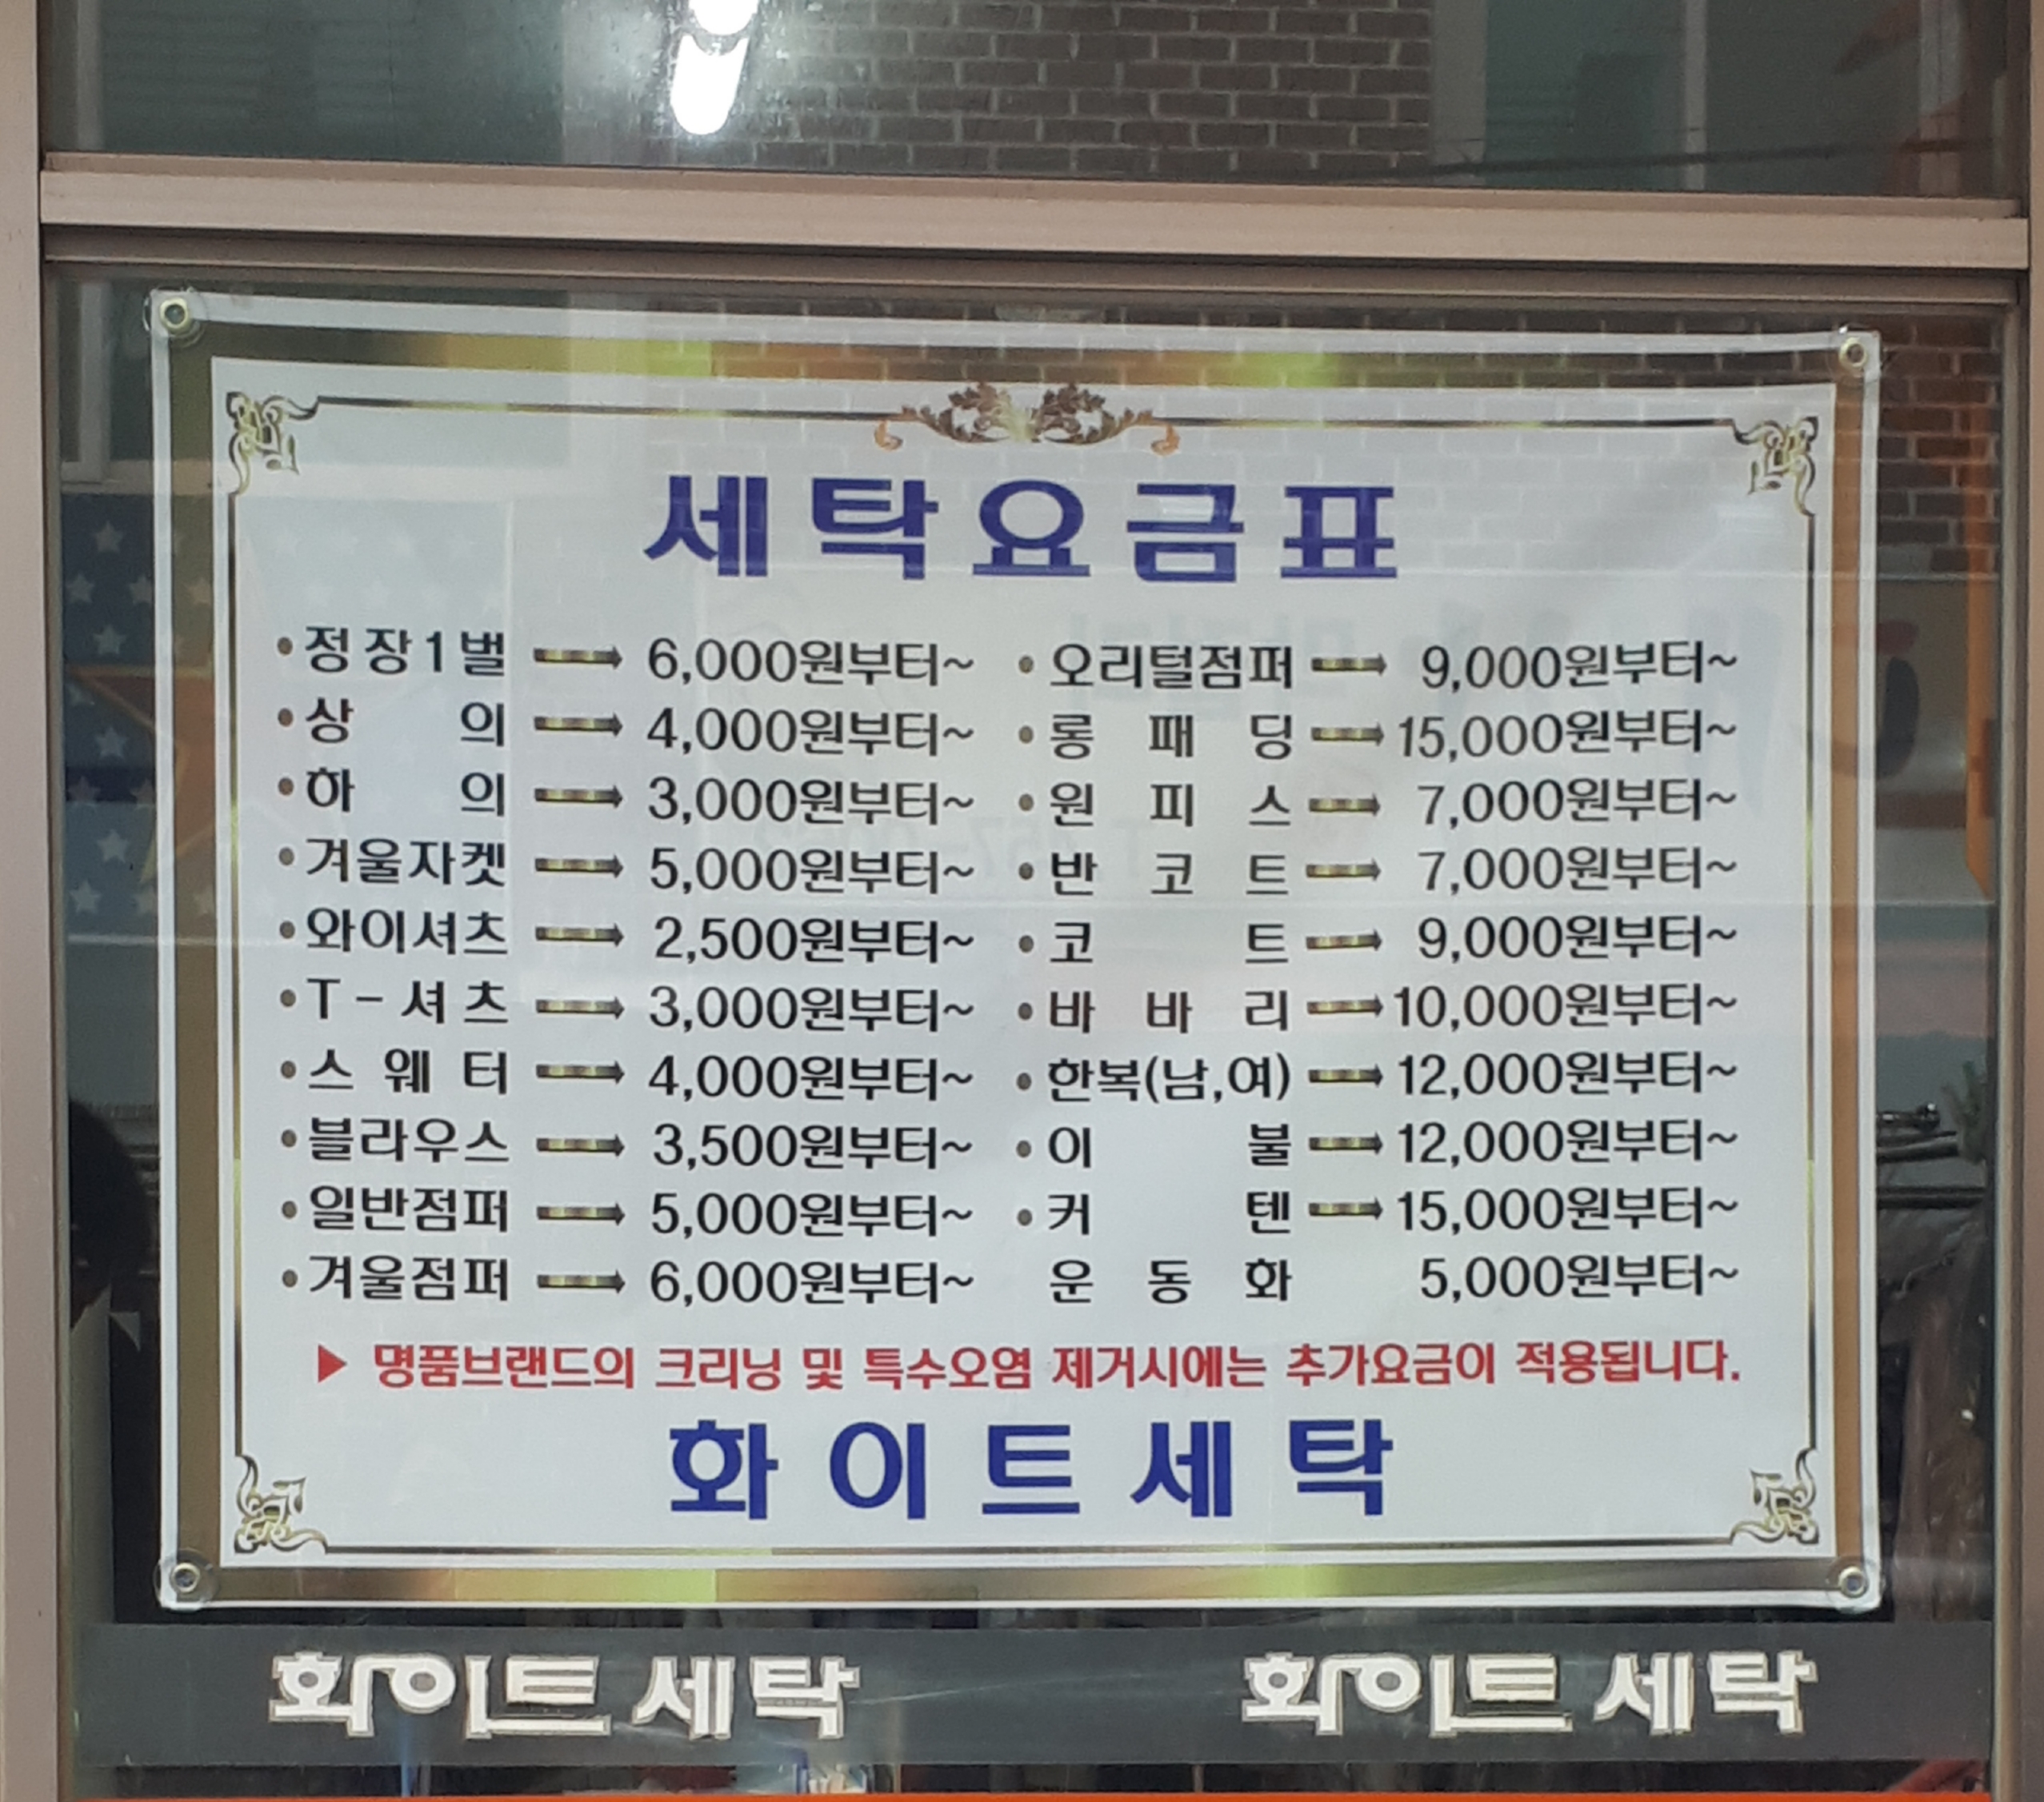 세탁요금표
•정장1벌 → 6,000원부터~
•상의 → 4,000원부터~
•하의 → 3,000원부터~
•겨울자켓 → 5,000원부터~
•와이셔츠 → 2,500원부터~
•T-셔츠 → 3,000원부터~
•스웨터 → 4,000원부터~
•블라우스 → 3,500원부터~
•일반점퍼 → 5,000원부터~
•겨울점퍼 → 6,000원부터~
•오리털점퍼 → 9,000원부터~
•롱패딩 → 15,000원부터~
•원피스 → 7,000원부터~
•반코트 → 7,000원부터~
•코트 → 9,000원부터~
•바바리 → 10,000원부터~
•한복(남,여) → 12,000원부터~
•이불 → 12,000원부터~
•커텐 → 15,000원부터~
운동화 5,000원부터~
▶ 명품브랜드의 크리닝 및 특수오염 제거시에는 추가요금이 적용됩니다.
화이트세탁
화이트세탁 화이트세탁